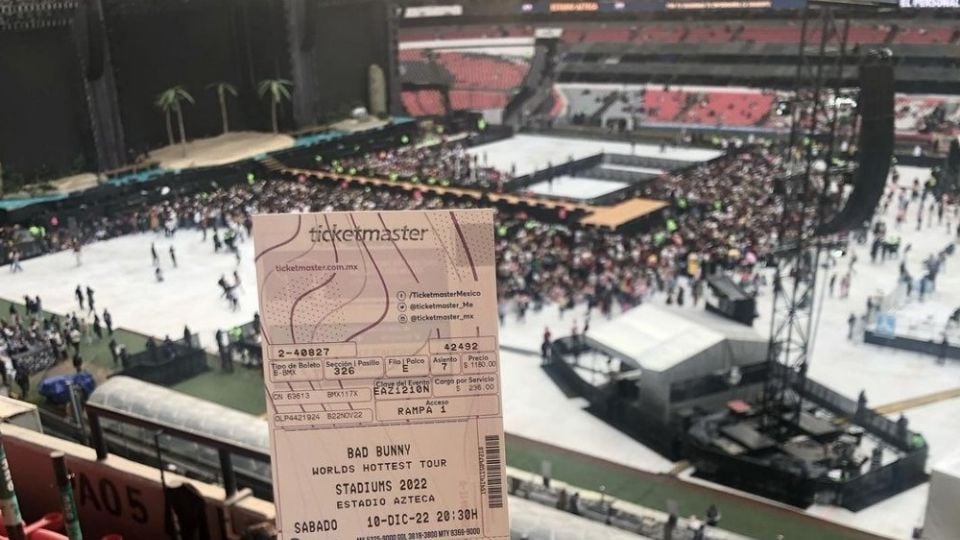 EL PERSONAL
ticketmaster
ticketmaster.com.mx
/TicketmasterMexico
@ticketmaster_Me
@ticketmaster_mx
2-40827 42492
Tipo de Boleto Sección | Pasillo Fila | Palco Asiento Precio
B-BMX 326 E 7 $ 1180.00
Clave del Evento Cargo por Servicio
CN 63613 BMX117X EAZ1210N $ 236.00
OLP4421924 B22NOV22 Acceso
RAMPA 1
BAD BUNNY
WORLDS HOTTEST TOUR
STADIUMS 2022
ESTADIO AZTECA
SABADO 10-DIC-22 20:30H
A05